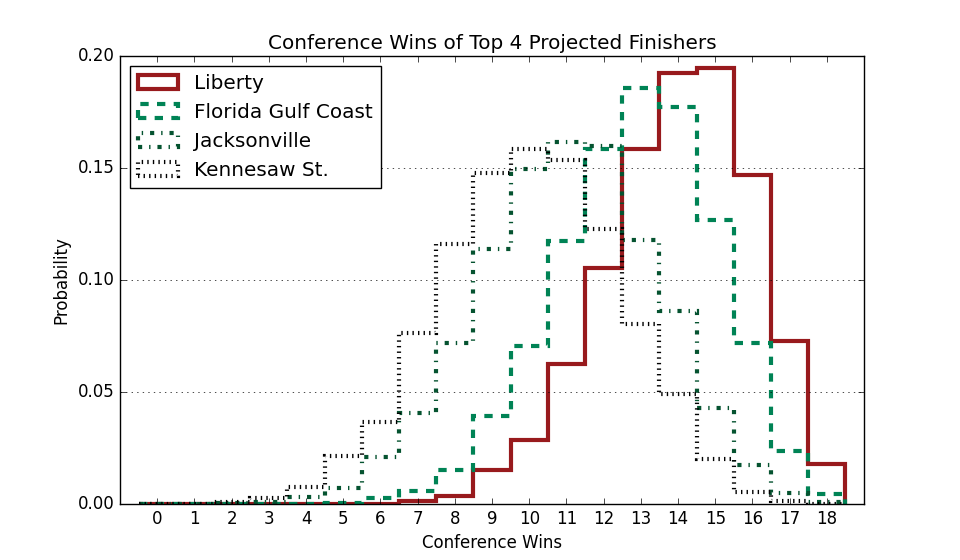 Conference Wins of Top 4 Projected Finishers
0.20
0.15
0.10
0.05
0.00
Probability
Liberty
Florida Gulf Coast
Jacksonville
Kennesaw St.
0 1 2 3 4 5 6 7 8 9 10 11 12 13 14 15 16 17 18
Conference Wins